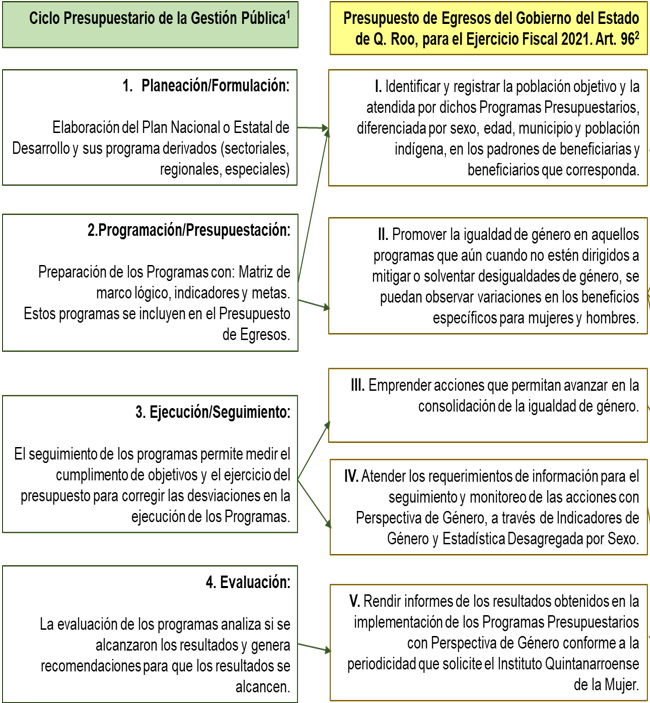 Ciclo Presupuestario de la Gestión Pública1
1. Planeación/Formulación:
Elaboración del Plan Nacional o Estatal de
Desarrollo y sus programa derivados (sectoriales,
regionales, especiales)
2.Programación/Presupuestación:
Preparación de los Programas con: Matriz de
marco lógico, indicadores y metas.
Estos programas se incluyen en el Presupuesto
de Egresos.
3. Ejecución/Seguimiento:
El seguimiento de los programas permite medir el
cumplimento de objetivos y el ejercicio del
presupuesto para corregir las desviaciones en la
ejecución de los Programas.
4. Evaluación:
La evaluación de los programas analiza si se
alcanzaron los resultados y genera
recomendaciones para que los resultados se
alcancen.
Presupuesto de Egresos del Gobierno del Estado
de Q. Roo, para el Ejercicio Fiscal 2021. Art. 962
I. Identificar y registrar la población objetivo y la
atendida por dichos Programas Presupuestarios,
diferenciada por sexo, edad, municipio y población
indígena, en los padrones de beneficiarias y
beneficiarios que corresponda.
II. Promover la igualdad de género en aquellos
programas que aún cuando no estén dirigidos a
mitigar o solventar desigualdades de género, se
puedan observar variaciones en los beneficios
específicos para mujeres y hombres.
III. Emprender acciones que permitan avanzar en la
consolidación de la igualdad de género.
IV. Atender los requerimientos de información para el
seguimiento y monitoreo de las acciones con
Perspectiva de Género, a través de Indicadores de
Género y Estadística Desagregada por Sexo.
V. Rendir informes de los resultados obtenidos en la
implementación de los Programas Presupuestarios
con Perspectiva de Género conforme a la
periodicidad que solicite el Instituto Quintanarroense
de la Mujer.